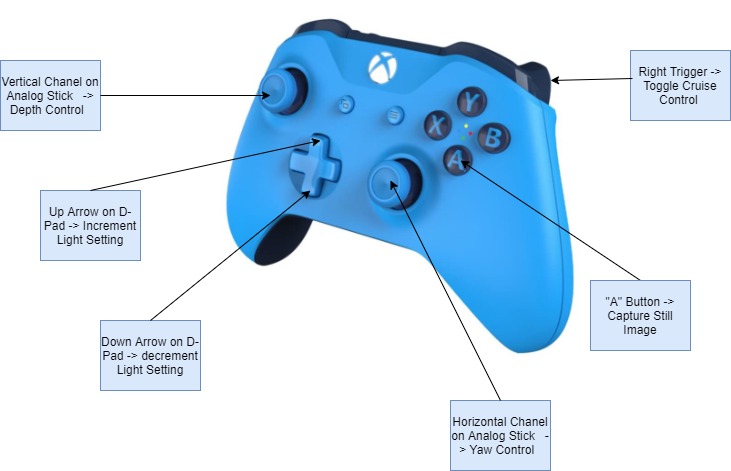 Vertical Chanel on
Analog Stick -> 
Depth Control
Right Trigger ->
Toggle Cruise
Control
Y
X
B
A
Up Arrow on D-
Pad -> Increment
Light Setting
"A" Button ->
Capture Still
Image
Down Arrow on D-
Pad -> decrement
Light Setting
Horizontal Chanel
on Analog Stick -
> Yaw Control